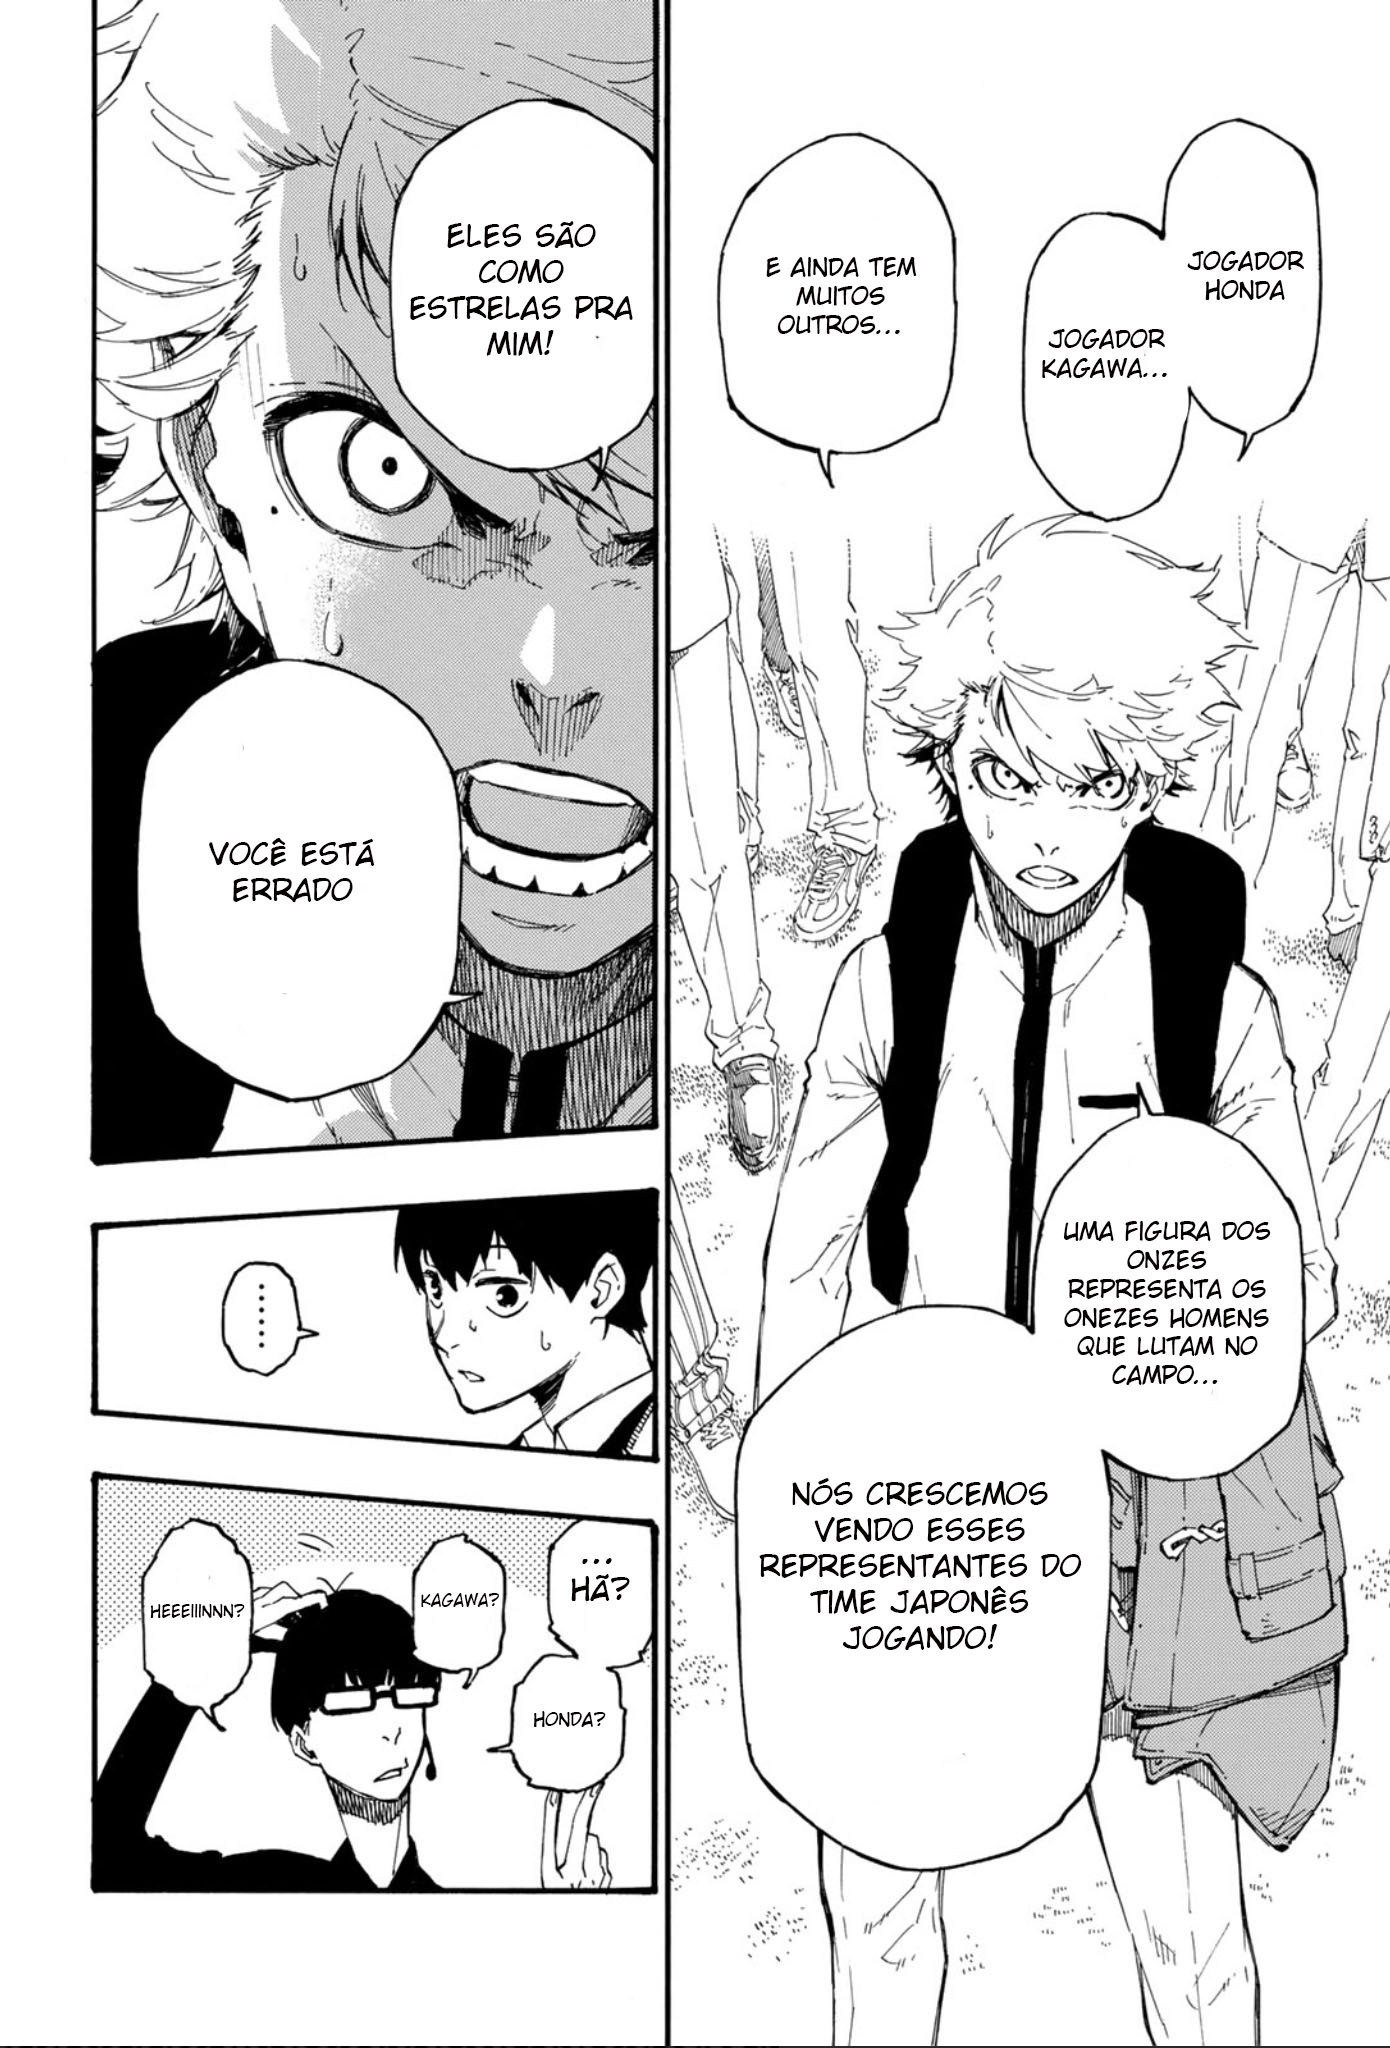 JOGADOR
HONDA
JOGADOR
KAGAWA...
E AINDA TEM
MUITOS
OUTROS...
UMA FIGURA DOS
ONZES
REPRESENTA OS
ONEZES HOMENS
QUE LUTAM NO
CAMPO...
NÓS CRESCEMOS
VENDO ESSES
REPRESENTANTES DO
TIME JAPONÊS
JOGANDO!
ELES SÃO
COMO
ESTRELAS PRA
MIM!
VOCÊ ESTÁ
ERRADO
......
...
HÃ?
HONDA?
KAGAWA?
HEEEIIINNN?